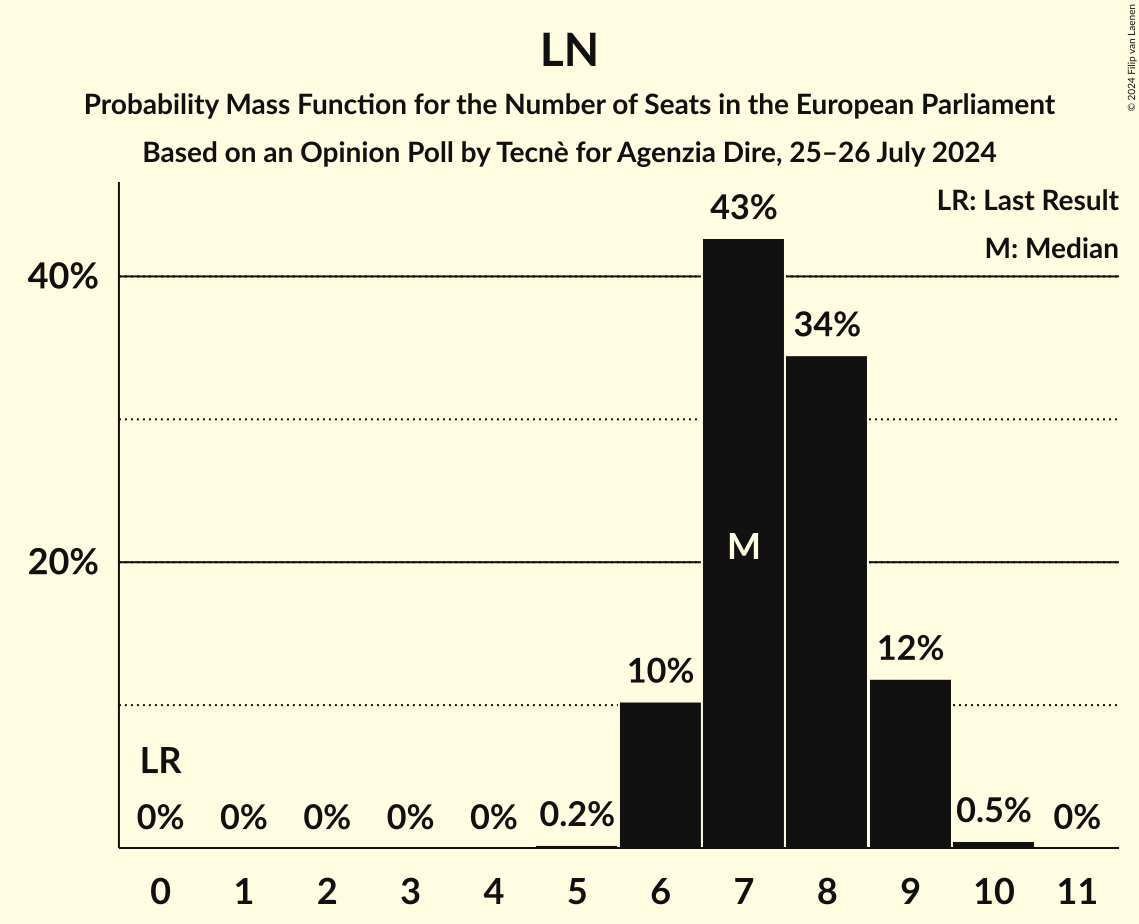 LN
Probability Mass Function for the Number of Seats in the European Parliament
Based on an Opinion Poll by Tecnè for Agenzia Dire, 25–26 July 2024
© 2024 Filip van Laenen
LR: Last Result
M: Median
40%
20%
LR
0%
0%
0%
0%
0%
0.2%
10%
43%
M
34%
12%
0.5%
0%
0 1 2 3 4 5 6 7 8 9 10 11